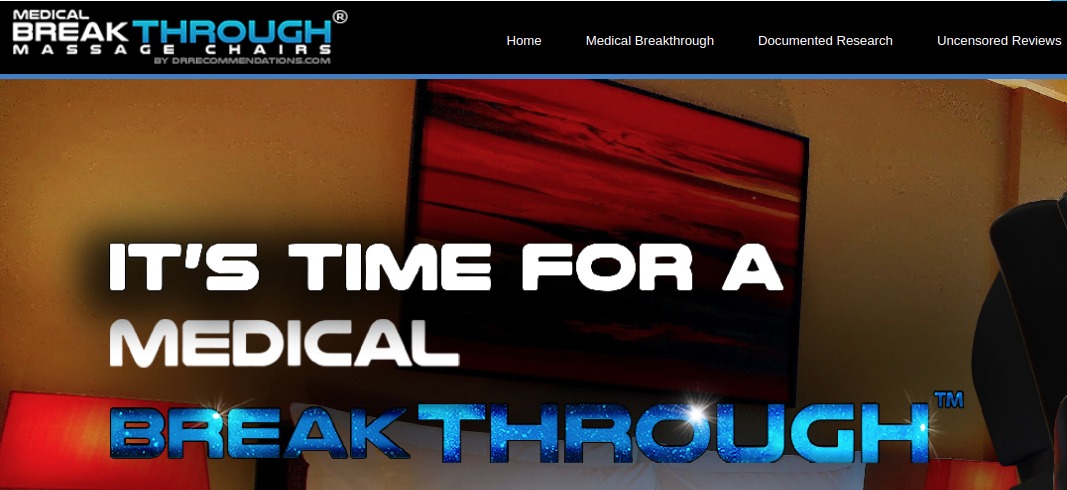 MEDICAL
BREAKTHROUGH®
MASSAGE CHAIRS
BY DRRECOMMENDATIONS.COM
Home Medical Breakthrough Documented Research Uncensored Reviews
IT'S TIME FOR A
MEDICAL
BREAKTHROUGH™